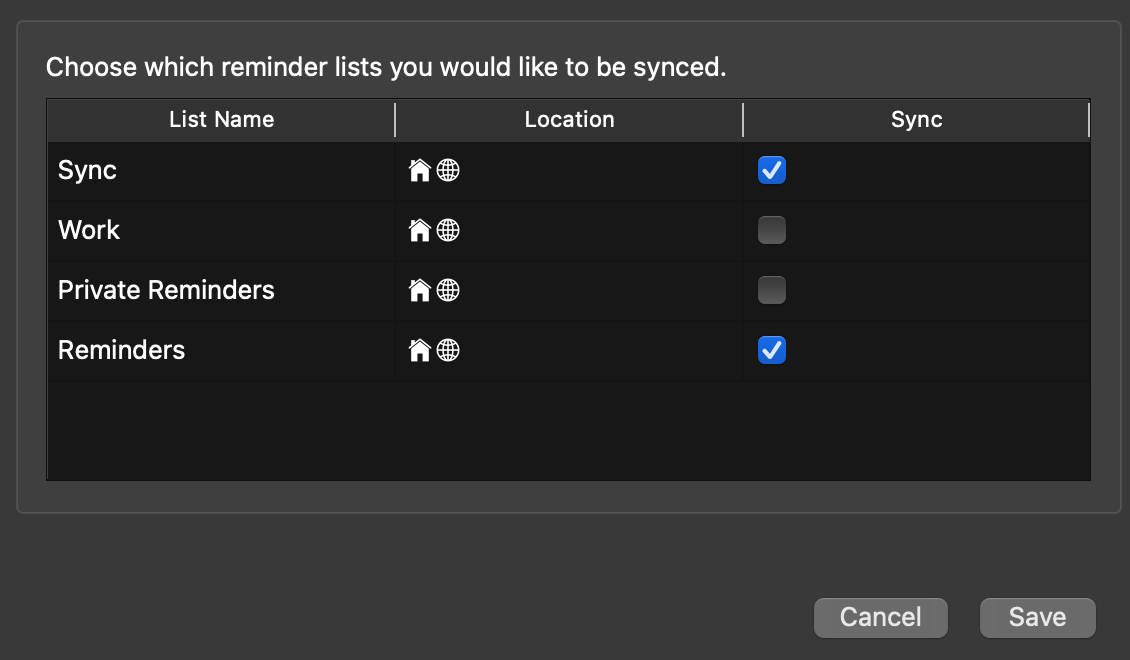 Choose which reminder lists you would like to be synced.
List Name Location Sync
Sync
Work
Private Reminders
Reminders
Cancel Save